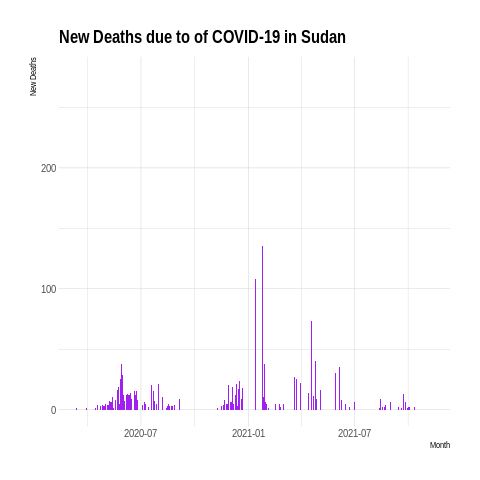 New Deaths due to of COVID-19 in Sudan
New Deaths
200
100
0
2020-07
2021-01
2021-07
Month